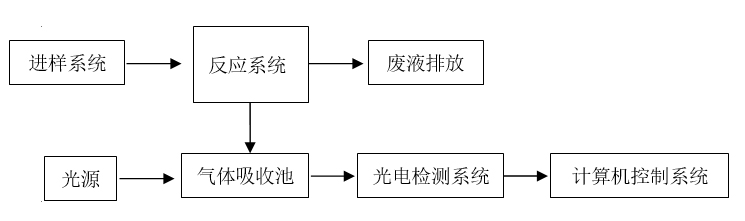 进样系统
反应系统
废液排放
光源
气体吸收池
光电检测系统
计算机控制系统